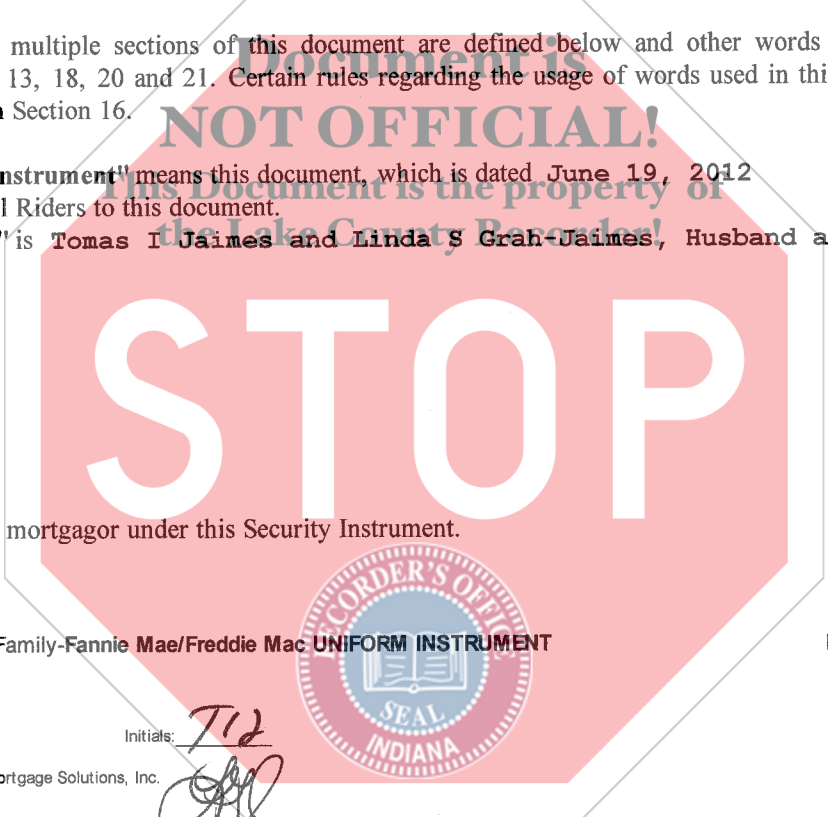 multiple sections of this document are defined below and other words
Document is
13, 18, 20 and 21. Certain rules regarding the usage of words used in thi
Section 16.
NOT OFFICIAL!
nstrument" means this document, which is dated June 19, 2012
This Document is the property of
l Riders to this document.
the Lake County Recorder!
" is Tomas I Jaimes and Linda S Grah-Jaimes, Husband a
STOP
mortgagor under this Security Instrument.
RECORDER'S OFFICE
Family-Fannie Mae/Freddie Mac UNIFORM INSTRUMENT
SEAL
INDIANA
Initials: TIJ
ortgage Solutions, Inc.